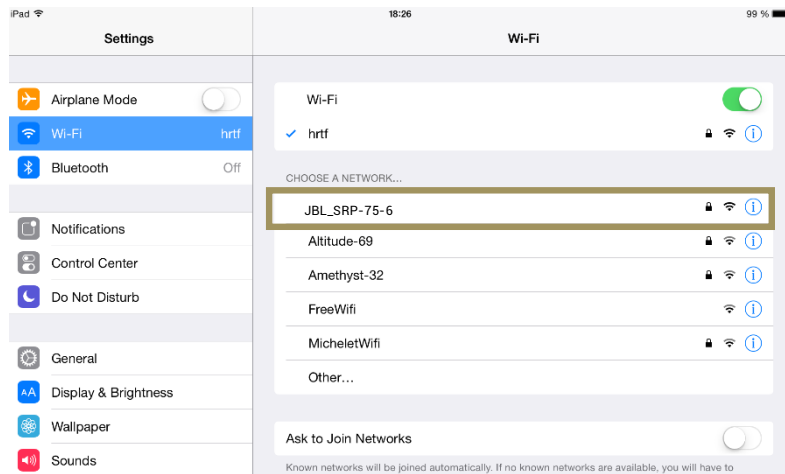 iPad 18:26 99 %
Settings
Airplane Mode
Wi-Fi hrtf
Bluetooth Off
Notifications
Control Center
Do Not Disturb
General
AA Display & Brightness
Wallpaper
Sounds
Wi-Fi
Wi-Fi
hrtf
CHOOSE A NETWORK...
JBL_SRP-75-6
Altitude-69
Amethyst-32
FreeWifi
MicheletWifi
Other...
Ask to Join Networks
Known networks will be joined automatically. If no known networks are available, you will have to